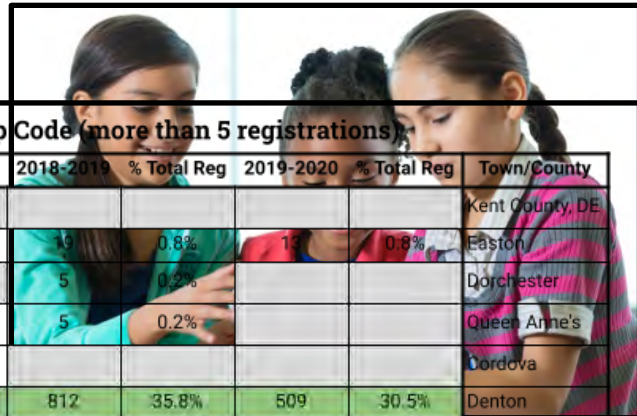 Code (more than 5 registrations)
2018-2019 % Total Reg 2019-2020 % Total Reg Town/County
Kent County, DE
19 0.8% 13 0.8% Easton
5 0.2% Dorchester
5 0.2% Queen Anne's
Cordova
812 35.8% 509 30.5% Denton